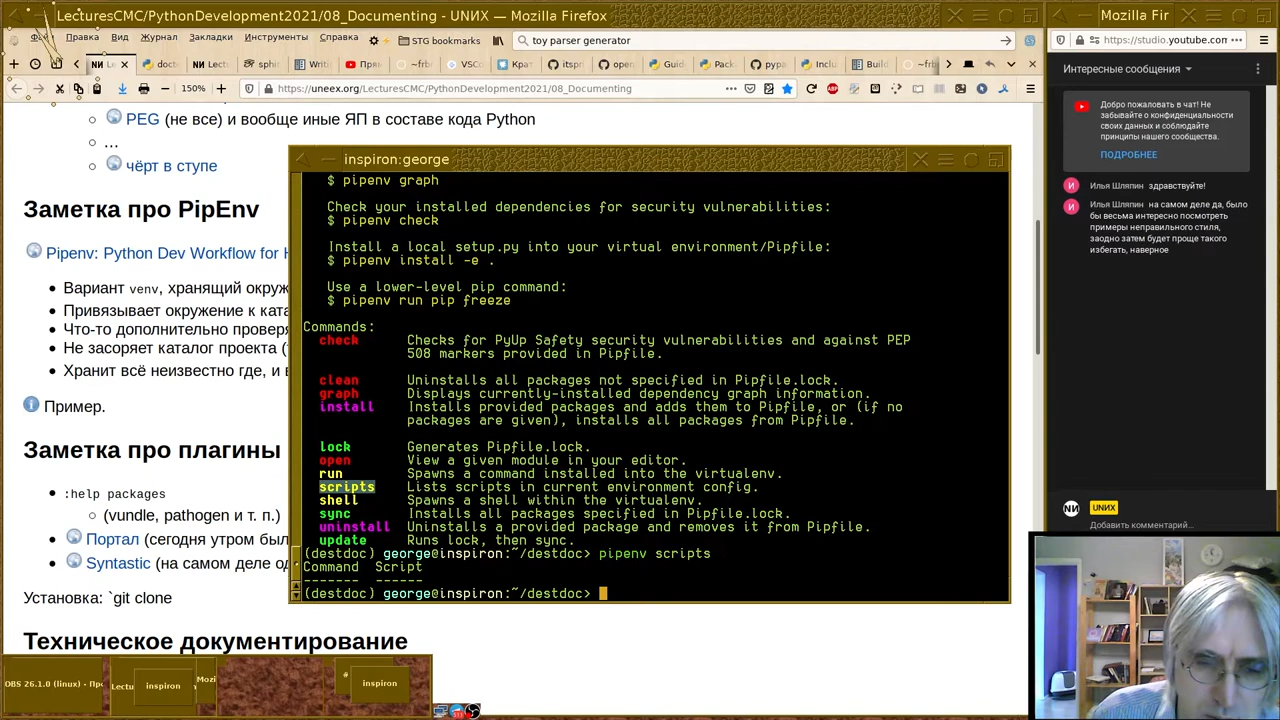 LecturesCMC/PythonDevelopment2021/08_Documenting - UNИX — Mozilla Firefox
Файл Правка Вид Журнал Закладки Инструменты Справка
STG bookmarks
toy parser generator
150%
https://uneex.org/LecturesCMC/PythonDevelopment2021/08_Documenting
PEG (не все) и вообще иные ЯП в составе кода Python
...
чёрт в ступе
Заметка про PipEnv
Pipenv: Python Dev Workflow for H
Вариант venv, хранящий окруж
Привязывает окружение к ката
Что-то дополнительно проверя
Не засоряет каталог проекта (
Хранит всё неизвестно где, и в
Пример.
Заметка про плагины
:help packages
(vundle, pathogen и т. п.)
Портал (сегодня утром был
Syntastic (на самом деле од
Установка: `git clone
Техническое документирование
inspiron:george
$ pipenv graph
Check your installed dependencies for security vulnerabilities:
$ pipenv check
Install a local setup.py into your virtual environment/Pipfile:
$ pipenv install -e .
Use a lower-level pip command:
$ pipenv run pip freeze
Commands:
check Checks for PyUp Safety security vulnerabilities and against PEP
508 markers provided in Pipfile.
clean Uninstalls all packages not specified in Pipfile.lock.
graph Displays currently-installed dependency graph information.
install Installs provided packages and adds them to Pipfile, or (if no
packages are given), installs all packages from Pipfile.
lock Generates Pipfile.lock.
open View a given module in your editor.
run Spawns a command installed into the virtualenv.
scripts Lists scripts in current environment config.
shell Spawns a shell within the virtualenv.
sync Installs all packages specified in Pipfile.lock.
uninstall Uninstalls a provided package and removes it from Pipfile.
update Runs lock, then sync.
(destdoc) george@inspiron:~/destdoc> pipenv scripts
Command Script
------- ------
(destdoc) george@inspiron:~/destdoc>
Mozilla Fir
https://studio.youtube.com
Интересные сообщения
Добро пожаловать в чат! Не
забывайте о конфиденциальности
своих данных и соблюдайте
принципы нашего сообщества.
ПОДРОБНЕЕ
Илья Шляпин здравствуйте!
Илья Шляпин на самом деле да, было
бы весьма интересно посмотреть
примеры неправильного стиля,
заодно затем будет проще такого
избегать, наверное
UNИX
Добавить комментарий...
OBS 26.1.0 (linux) - Пр
Lectu
inspiron
Mozi
#
inspiron